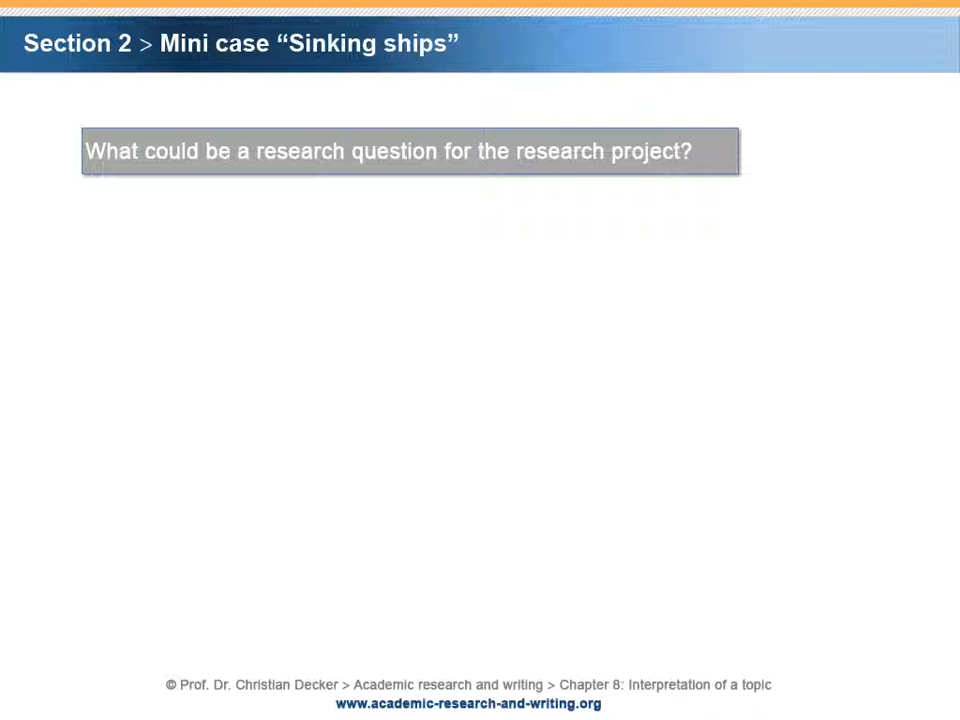 Section 2 > Mini case “Sinking ships”
What could be a research question for the research project?
© Prof. Dr. Christian Decker > Academic research and writing > Chapter 8: Interpretation of a topic
www.academic-research-and-writing.org